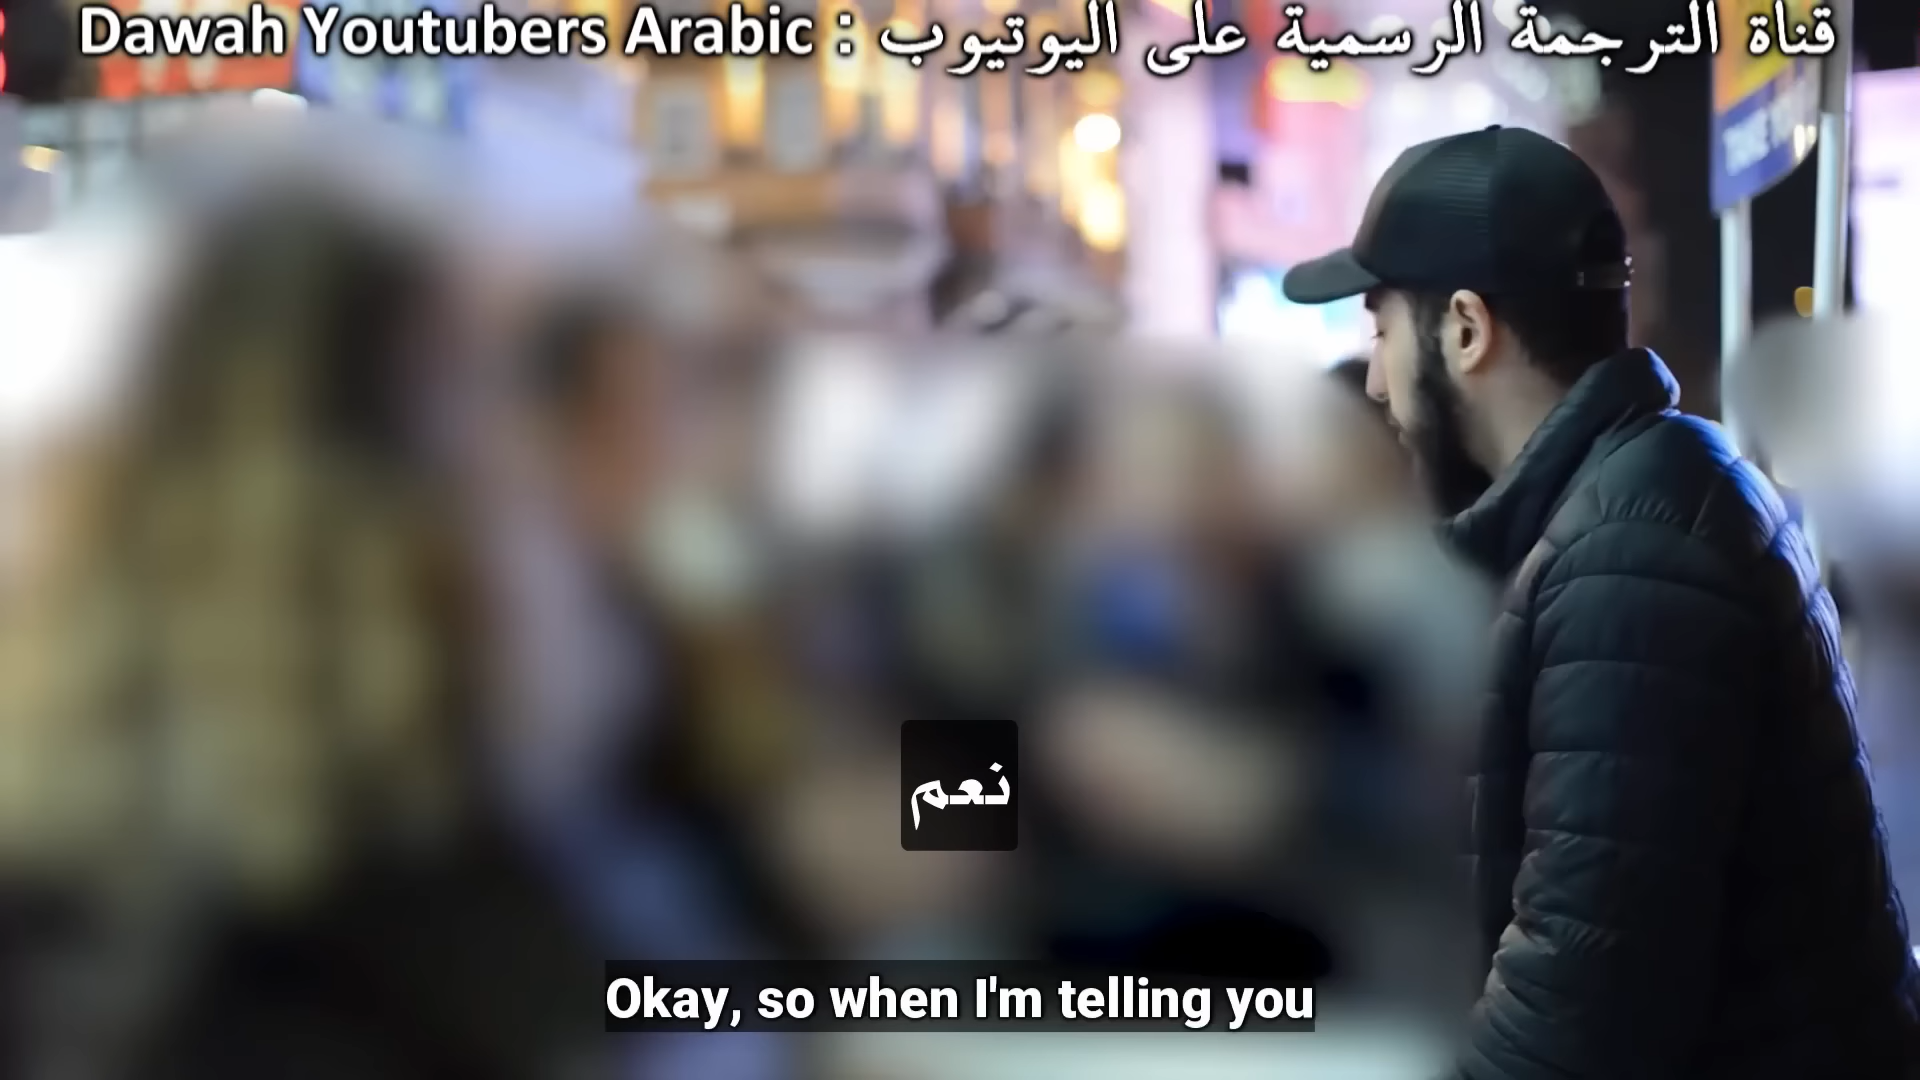 Dawah Youtubers Arabic : قناة الترجمة الرسمية على اليوتيوب
نعم
Okay, so when I'm telling you